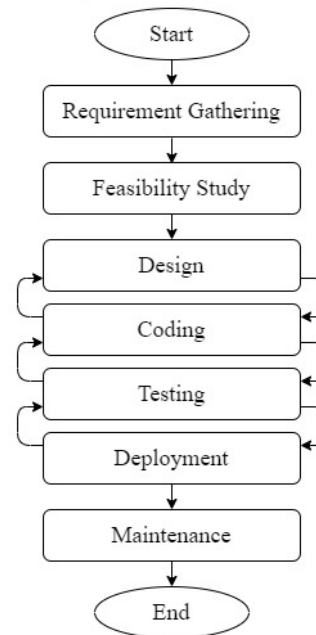 Start
Requirement Gathering
Feasibility Study
Design
Coding
Testing
Deployment
Maintenance
End